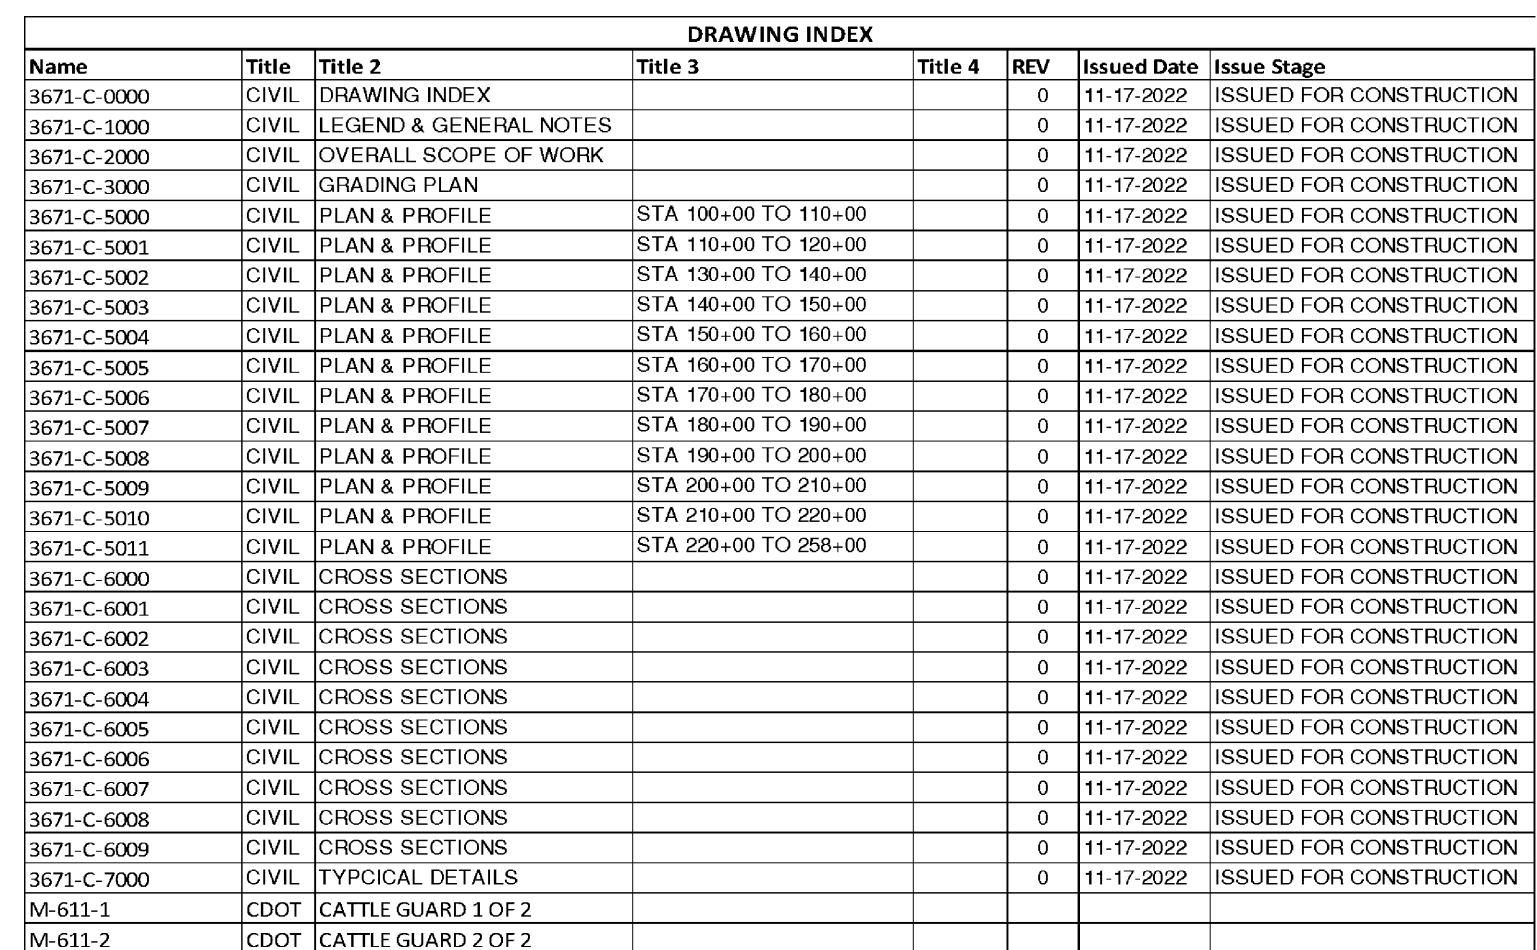 DRAWING INDEX
Name Title Title 2 Title 3 Title 4 REV Issued Date Issue Stage
3671-C-0000 CIVIL DRAWING INDEX 0 11-17-2022 ISSUED FOR CONSTRUCTION
3671-C-1000 CIVIL LEGEND & GENERAL NOTES 0 11-17-2022 ISSUED FOR CONSTRUCTION
3671-C-2000 CIVIL OVERALL SCOPE OF WORK 0 11-17-2022 ISSUED FOR CONSTRUCTION
3671-C-3000 CIVIL GRADING PLAN 0 11-17-2022 ISSUED FOR CONSTRUCTION
3671-C-5000 CIVIL PLAN & PROFILE STA 100+00 TO 110+00 0 11-17-2022 ISSUED FOR CONSTRUCTION
3671-C-5001 CIVIL PLAN & PROFILE STA 110+00 TO 120+00 0 11-17-2022 ISSUED FOR CONSTRUCTION
3671-C-5002 CIVIL PLAN & PROFILE STA 130+00 TO 140+00 0 11-17-2022 ISSUED FOR CONSTRUCTION
3671-C-5003 CIVIL PLAN & PROFILE STA 140+00 TO 150+00 0 11-17-2022 ISSUED FOR CONSTRUCTION
3671-C-5004 CIVIL PLAN & PROFILE STA 150+00 TO 160+00 0 11-17-2022 ISSUED FOR CONSTRUCTION
3671-C-5005 CIVIL PLAN & PROFILE STA 160+00 TO 170+00 0 11-17-2022 ISSUED FOR CONSTRUCTION
3671-C-5006 CIVIL PLAN & PROFILE STA 170+00 TO 180+00 0 11-17-2022 ISSUED FOR CONSTRUCTION
3671-C-5007 CIVIL PLAN & PROFILE STA 180+00 TO 190+00 0 11-17-2022 ISSUED FOR CONSTRUCTION
3671-C-5008 CIVIL PLAN & PROFILE STA 190+00 TO 200+00 0 11-17-2022 ISSUED FOR CONSTRUCTION
3671-C-5009 CIVIL PLAN & PROFILE STA 200+00 TO 210+00 0 11-17-2022 ISSUED FOR CONSTRUCTION
3671-C-5010 CIVIL PLAN & PROFILE STA 210+00 TO 220+00 0 11-17-2022 ISSUED FOR CONSTRUCTION
3671-C-5011 CIVIL PLAN & PROFILE STA 220+00 TO 258+00 0 11-17-2022 ISSUED FOR CONSTRUCTION
3671-C-6000 CIVIL CROSS SECTIONS 0 11-17-2022 ISSUED FOR CONSTRUCTION
3671-C-6001 CIVIL CROSS SECTIONS 0 11-17-2022 ISSUED FOR CONSTRUCTION
3671-C-6002 CIVIL CROSS SECTIONS 0 11-17-2022 ISSUED FOR CONSTRUCTION
3671-C-6003 CIVIL CROSS SECTIONS 0 11-17-2022 ISSUED FOR CONSTRUCTION
3671-C-6004 CIVIL CROSS SECTIONS 0 11-17-2022 ISSUED FOR CONSTRUCTION
3671-C-6005 CIVIL CROSS SECTIONS 0 11-17-2022 ISSUED FOR CONSTRUCTION
3671-C-6006 CIVIL CROSS SECTIONS 0 11-17-2022 ISSUED FOR CONSTRUCTION
3671-C-6007 CIVIL CROSS SECTIONS 0 11-17-2022 ISSUED FOR CONSTRUCTION
3671-C-6008 CIVIL CROSS SECTIONS 0 11-17-2022 ISSUED FOR CONSTRUCTION
3671-C-6009 CIVIL CROSS SECTIONS 0 11-17-2022 ISSUED FOR CONSTRUCTION
3671-C-7000 CIVIL TYPCICAL DETAILS 0 11-17-2022 ISSUED FOR CONSTRUCTION
M-611-1 CDOT CATTLE GUARD 1 OF 2
M-611-2 CDOT CATTLE GUARD 2 OF 2